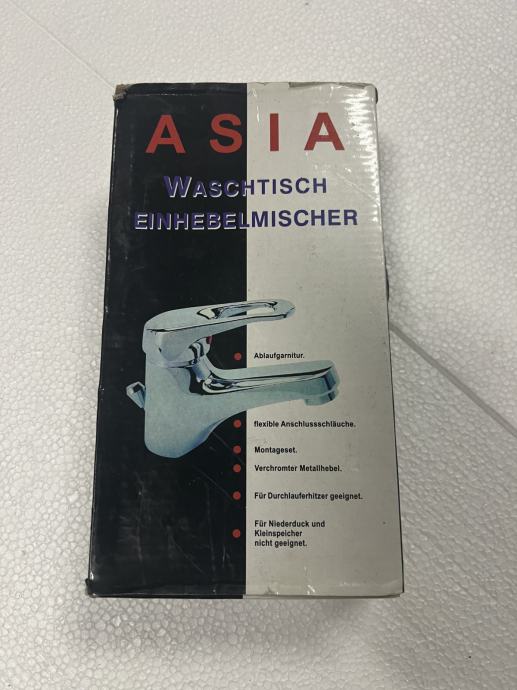 ASIA
WASCHTISCH
EINHEBELMISCHER
Ablaufgarnitur.
flexible Anschlussschläuche.
Montageset.
Verchromter Metallhebel.
Für Durchlauferhitzer geeignet.
Für Niederduck und
Kleinspeicher
nicht geeignet.